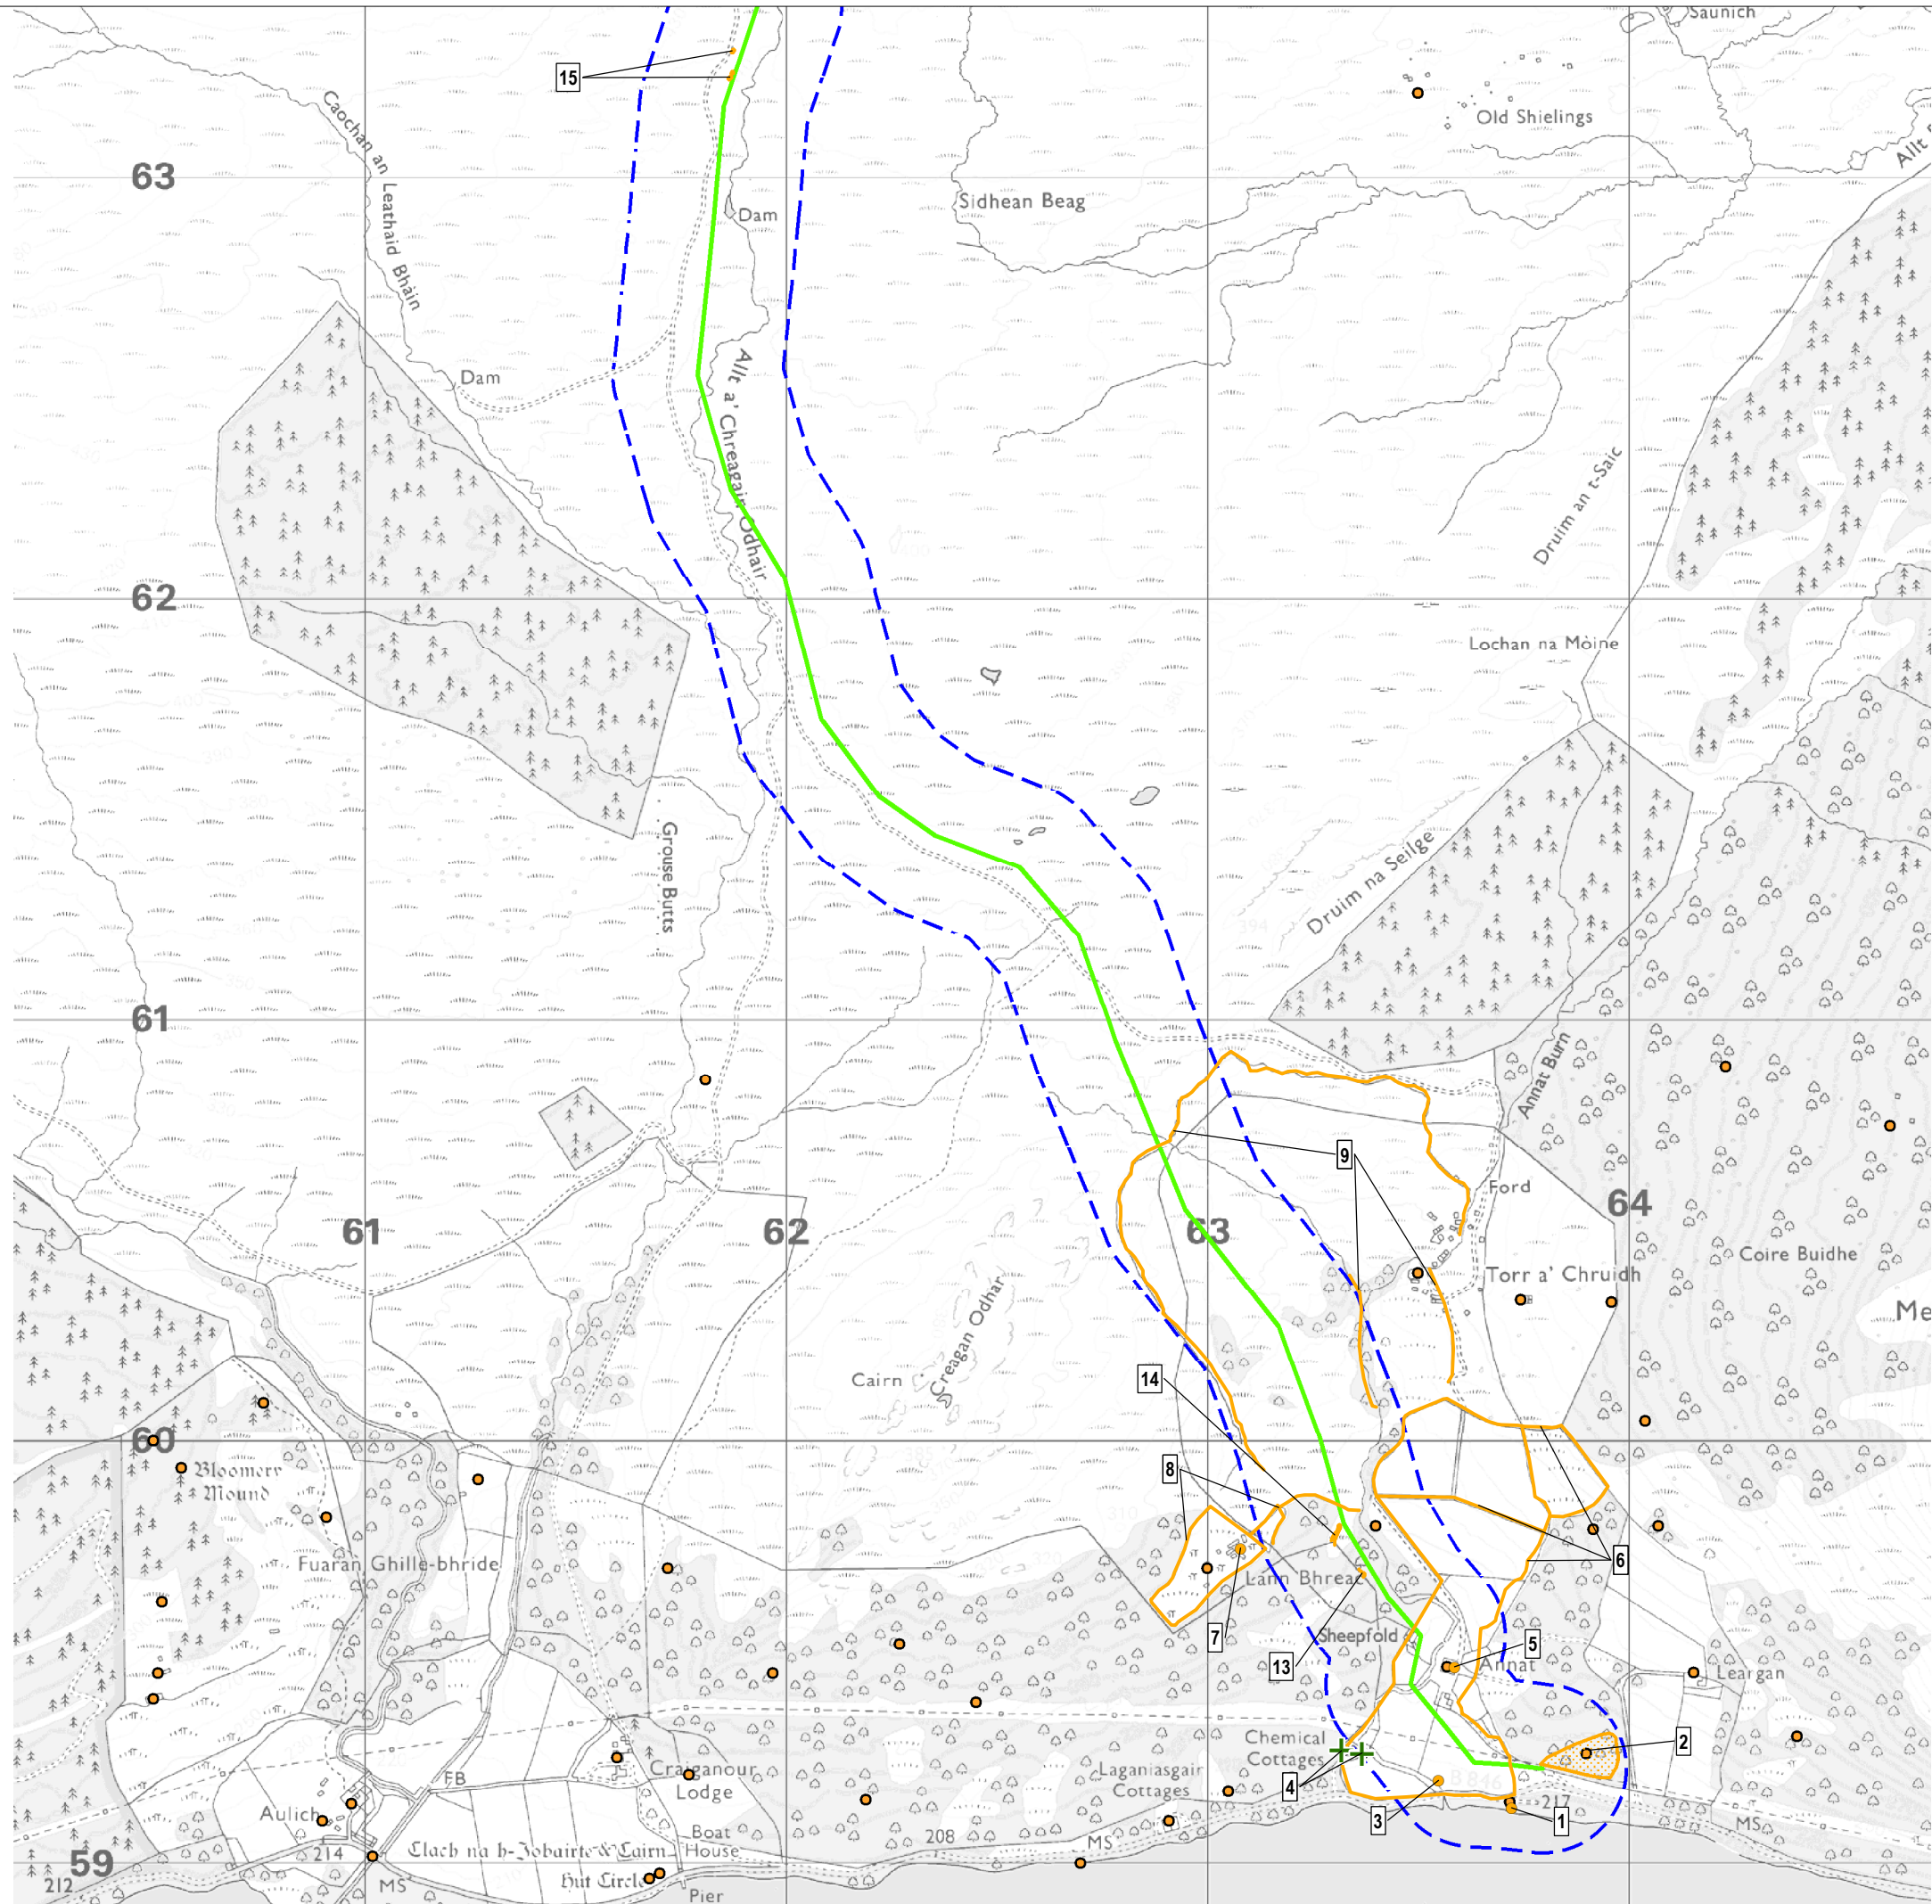 Saunich
15
Caochan an Leathaid Bhàin
Old Shielings
Allt
63
Dam
Sidhean Beag
Dam
Allt a' Chreagain Odhair
Druim an t-Saic
62
Lochan na Mòine
Grouse Butts
Druim na Seilge
394
61
Annat Burn
9
Ford
61
62
63
64
Coire Buidhe
Torr a' Chruidh
Me
Cairn
Creagan Odhar
14
60
Bloomery
Mound
8
Fuaran Ghille-bhride
6
Lann Bhreac
7
Sheepfold
5
13
Annat
Leargan
Chemical
Cottages
2
Craiganour
Lodge
FB
Laganiasgair
Cottages
4
B 846
Aulich
3
217
1
MS
Boat
House
208
MS
214
Clach na h-Iobairte & Cairn
59
212
MS
Hut Circle
Pier